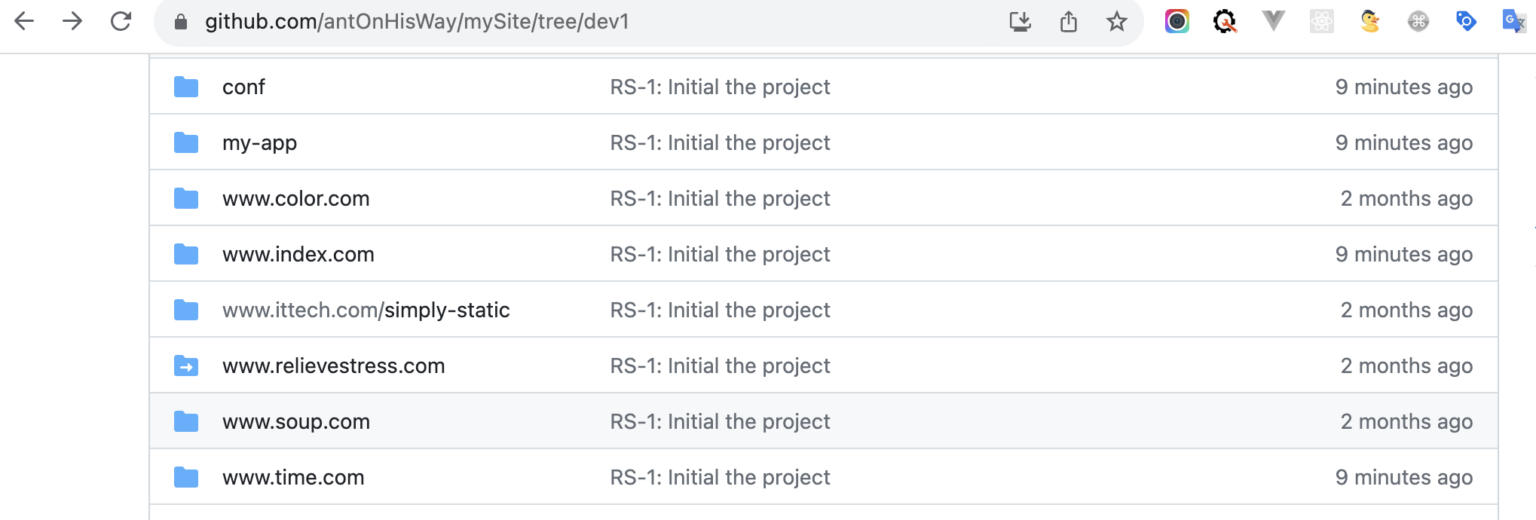 github.com/antOnHisWay/mySite/tree/dev1
conf RS-1: Initial the project 9 minutes ago
my-app RS-1: Initial the project 9 minutes ago
www.color.com RS-1: Initial the project 2 months ago
www.index.com RS-1: Initial the project 9 minutes ago
www.ittech.com/simply-static RS-1: Initial the project 2 months ago
www.relievestress.com RS-1: Initial the project 2 months ago
www.soup.com RS-1: Initial the project 2 months ago
www.time.com RS-1: Initial the project 9 minutes ago